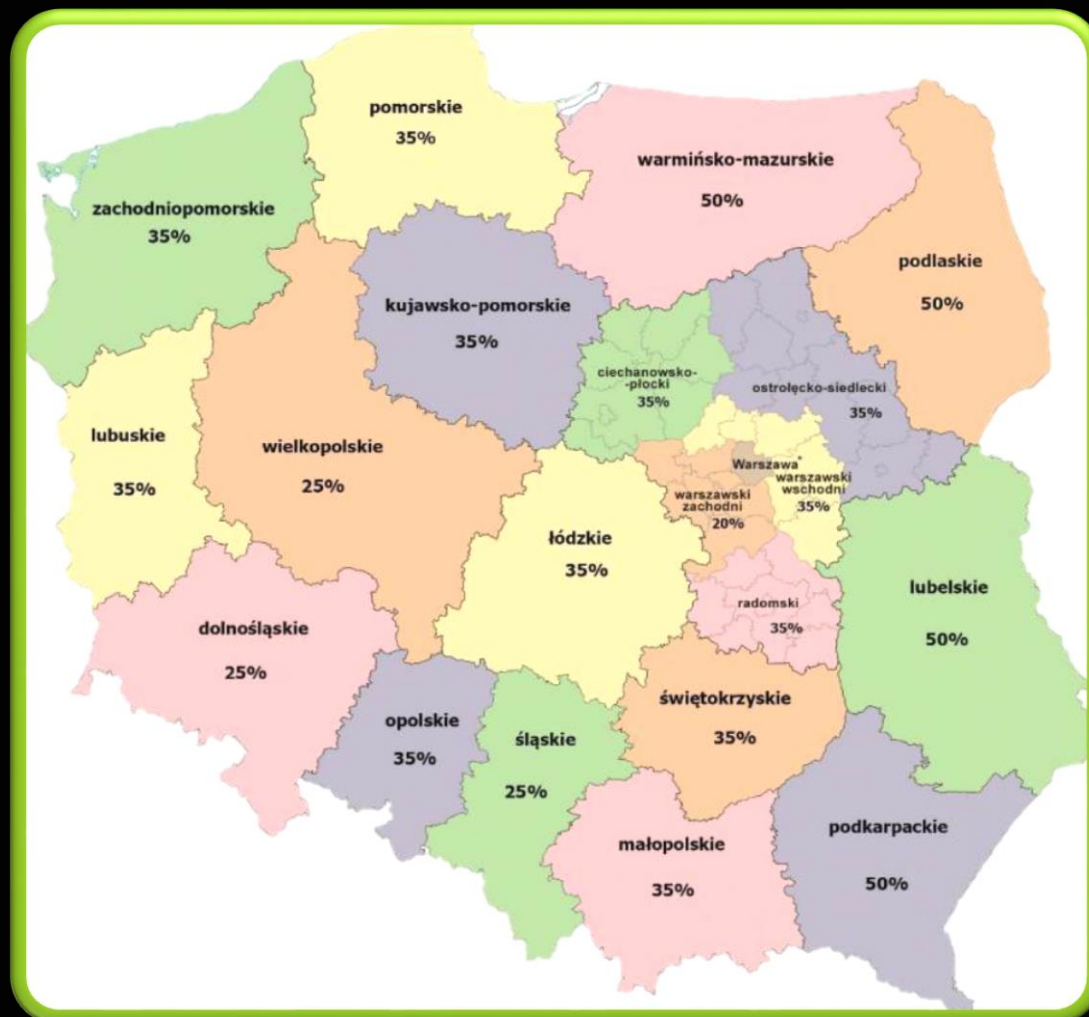 pomorskie
35%
warmińsko-mazurskie
50%
zachodniopomorskie
35%
podlaskie
50%
kujawsko-pomorskie
35%
ciechanowsko-
-płocki
35%
ostrołęcko-siedlecki
35%
lubuskie
35%
wielkopolskie
25%
Warszawa*
warszawski
wschodni
35%
warszawski
zachodni
20%
łódzkie
35%
lubelskie
50%
radomski
35%
dolnośląskie
25%
świętokrzyskie
35%
opolskie
35%
śląskie
25%
małopolskie
35%
podkarpackie
50%